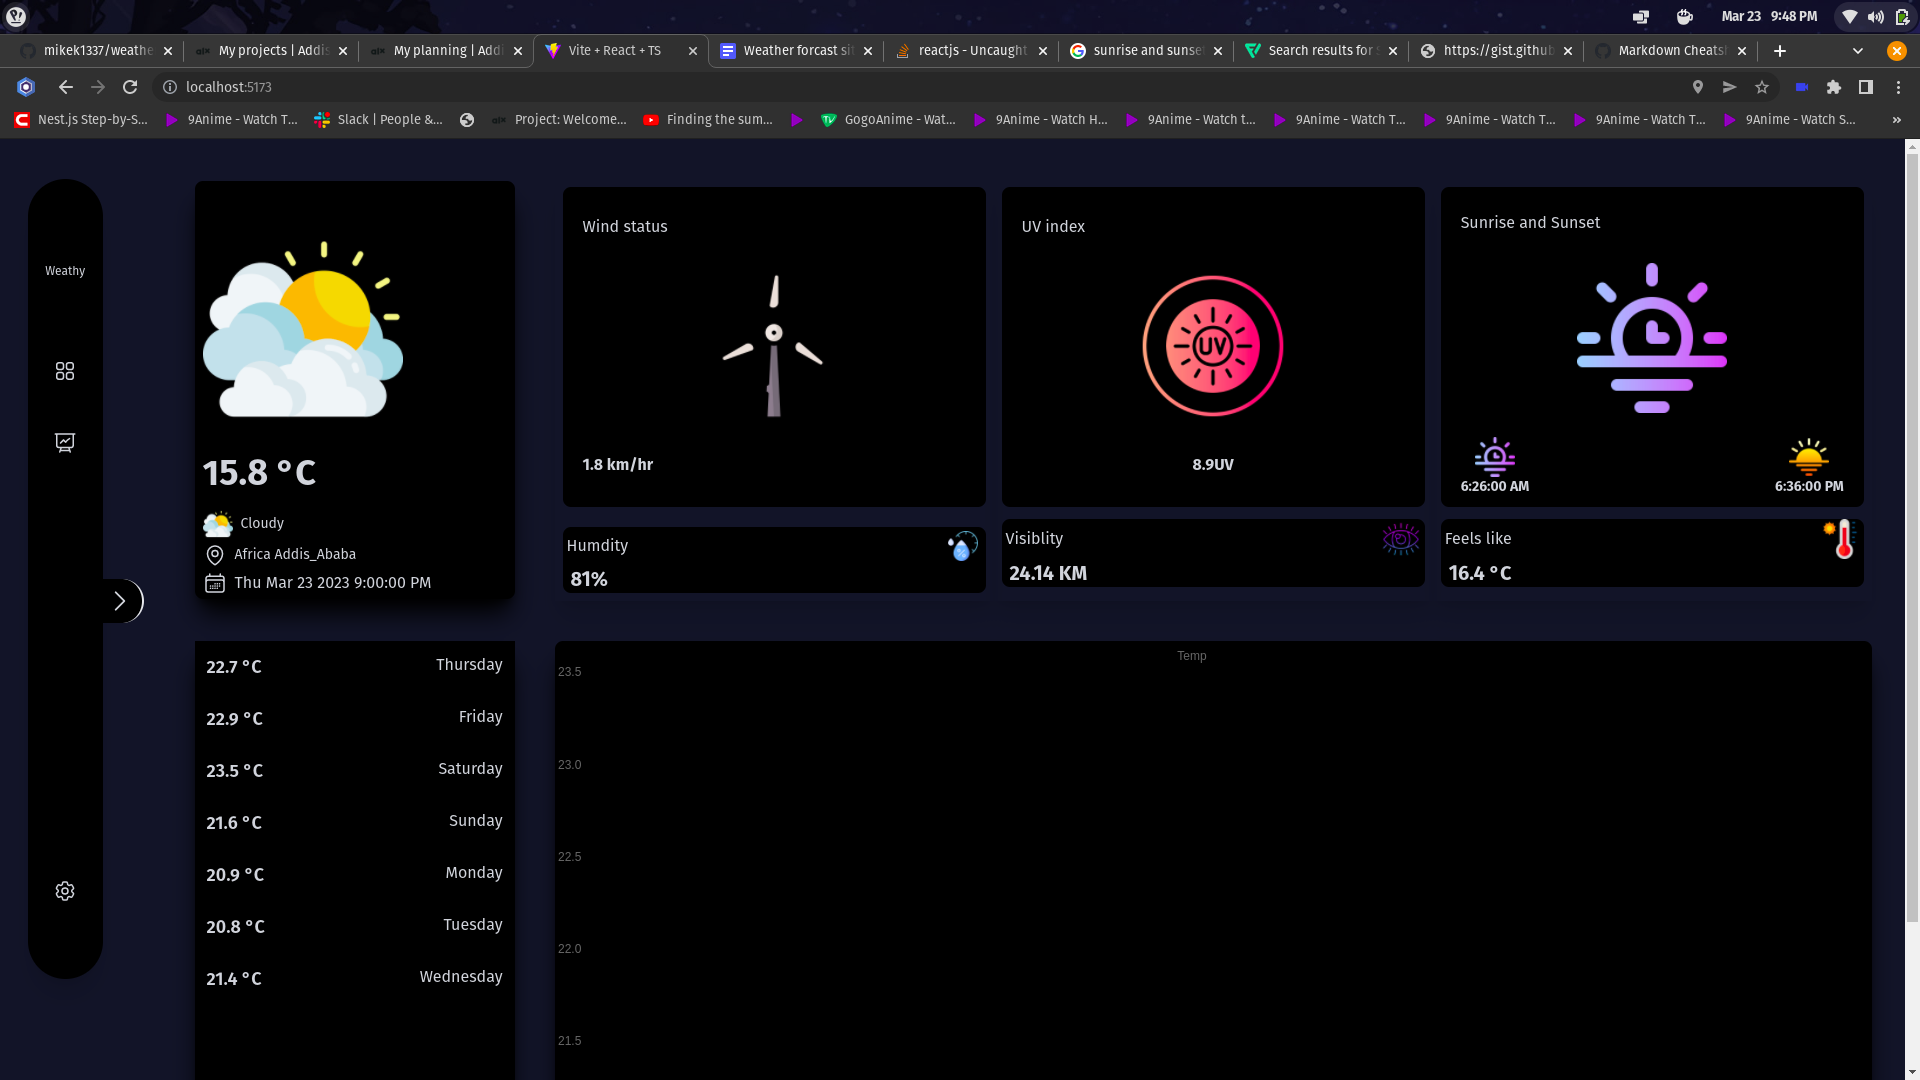 Mar 23 9:48 PM
mikek1337/weathe
My projects | Addis
My planning | Addi
Vite + React + TS
Weather forcast sit
reactjs - Uncaught
sunrise and sunset
Search results for S
https://gist.github
Markdown Cheatsh
localhost:5173
Nest.js Step-by-S...
9Anime - Watch T...
Slack | People &...
Project: Welcome...
Finding the sum...
GogoAnime - Wat...
9Anime - Watch H...
9Anime - Watch t...
9Anime - Watch T...
9Anime - Watch T...
9Anime - Watch T...
9Anime - Watch S...
»
Weathy
15.8 °C
Cloudy
Africa Addis_Ababa
Thu Mar 23 2023 9:00:00 PM
Wind status
1.8 km/hr
UV index
UV
8.9UV
Sunrise and Sunset
6:26:00 AM
6:36:00 PM
Humdity
81%
Visiblity
24.14 KM
Feels like
16.4 °C
22.7 °C Thursday
22.9 °C Friday
23.5 °C Saturday
21.6 °C Sunday
20.9 °C Monday
20.8 °C Tuesday
21.4 °C Wednesday
Temp
23.5
23.0
22.5
22.0
21.5